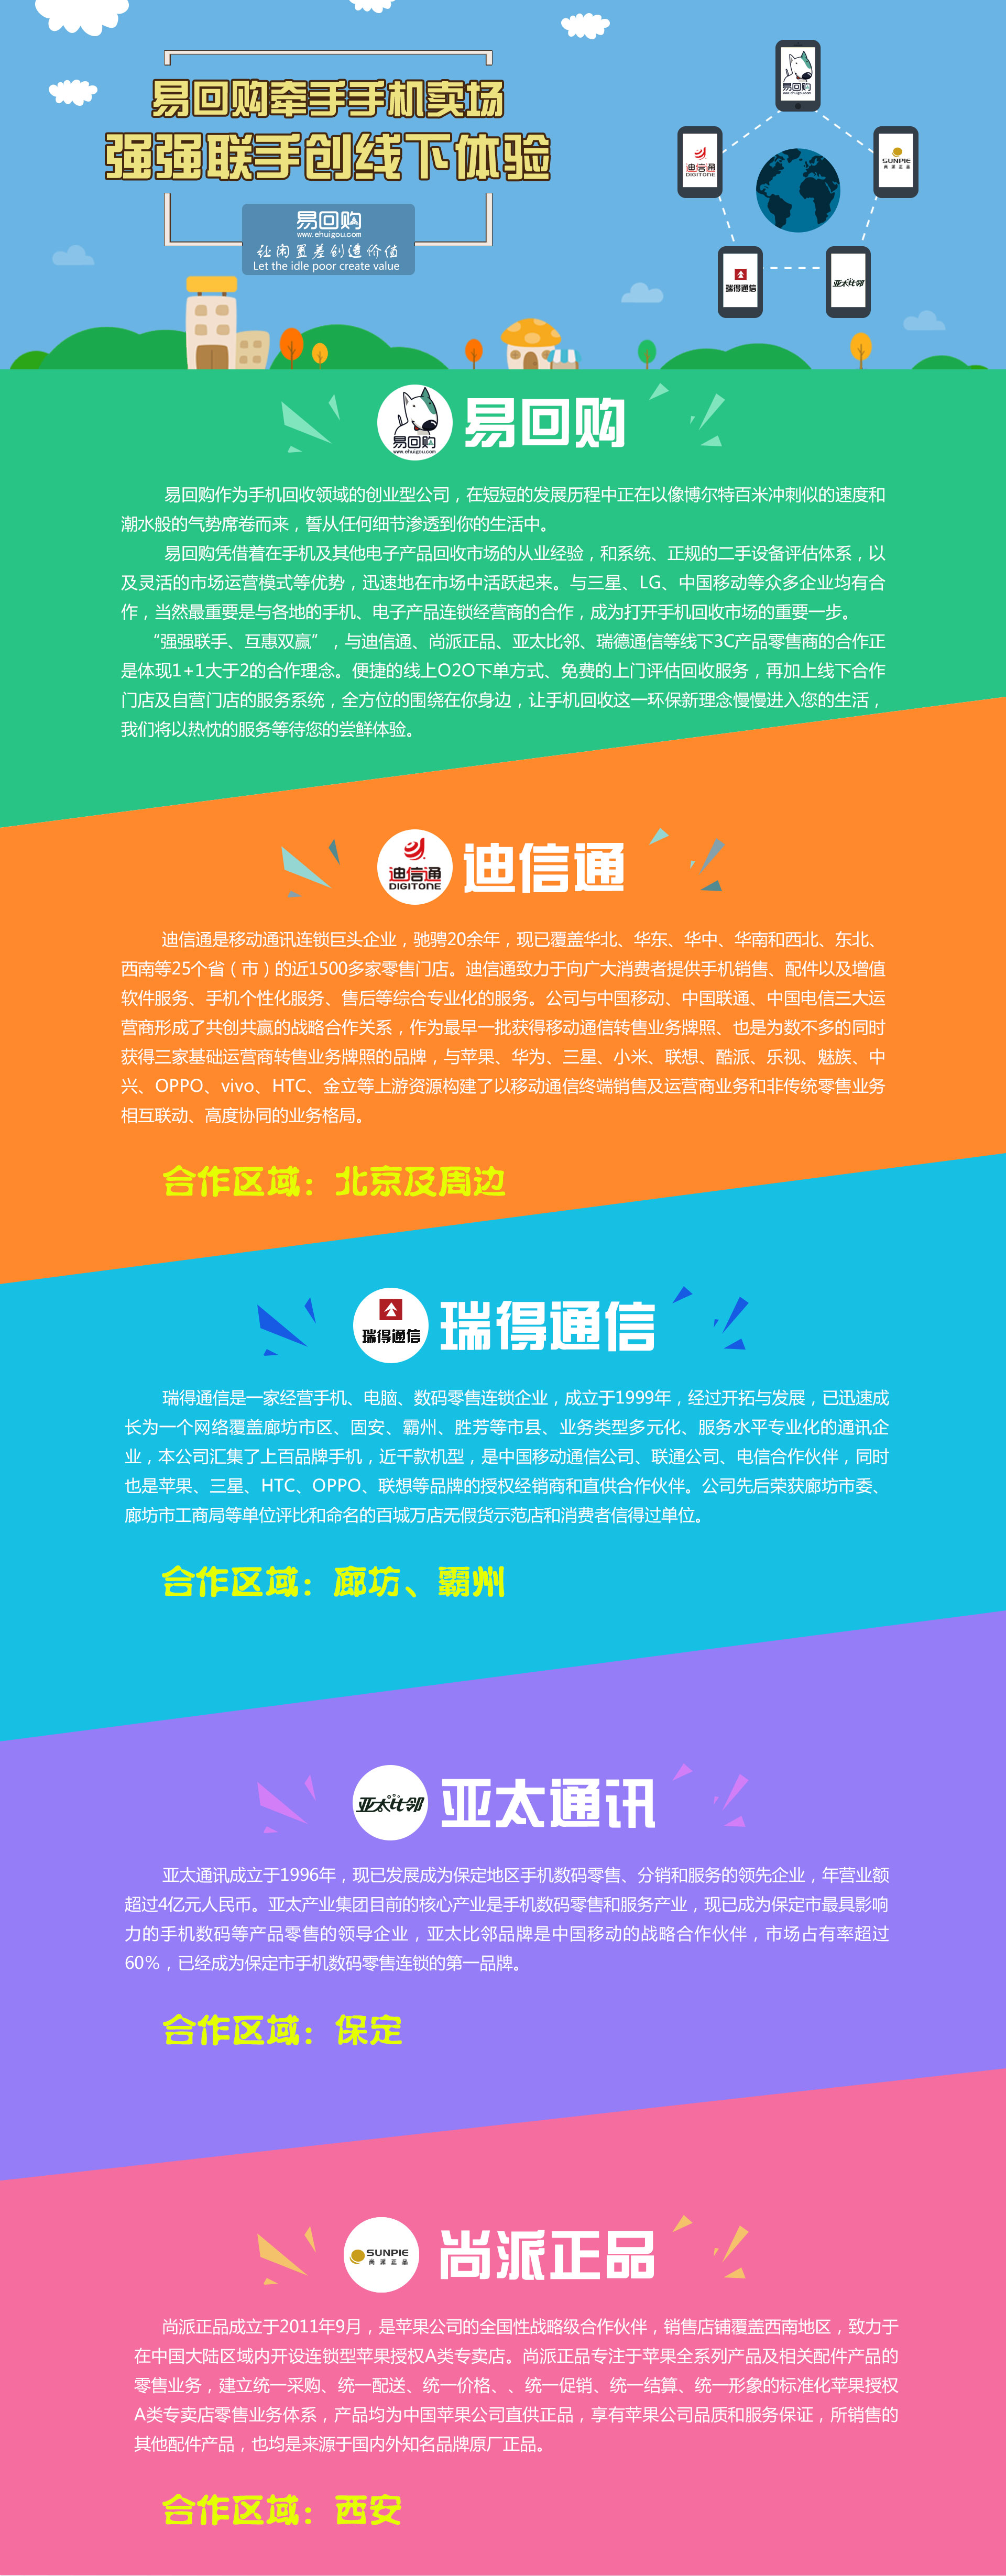 易回购牵手手机卖场
强强联手创线下体验
易回购
www.ehuigou.com
让闲置差创造价值
Let the idle poor create value
易回购
www.ehuigou.com
迪信通
DIGITONE
SUNPIE
尚派正品
瑞得通信
亚太比邻
易回购
www.ehuigou.com
易回购
易回购作为手机回收领域的创业型公司，在短短的发展历程中正在以像博尔特百米冲刺似的速度和
潮水般的气势席卷而来，誓从任何细节渗透到你的生活中。
易回购凭借着在手机及其他电子产品回收市场的从业经验，和系统、正规的二手设备评估体系，以
及灵活的市场运营模式等优势，迅速地在市场中活跃起来。与三星、LG、中国移动等众多企业均有合
作，当然最重要是与各地的手机、电子产品连锁经营商的合作，成为打开手机回收市场的重要一步。
“强强联手、互惠双赢”，与迪信通、尚派正品、亚太比邻、瑞德通信等线下3C产品零售商的合作正
是体现1+1大于2的合作理念。便捷的线上O2O下单方式、免费的上门评估回收服务，再加上线下合作
门店及自营门店的服务系统，全方位的围绕在你身边，让手机回收这一环保新理念慢慢进入您的生活，
我们将以热忱的服务等待您的尝鲜体验。
迪信通
DIGITONE
迪信通
迪信通是移动通讯连锁巨头企业，驰骋20余年，现已覆盖华北、华东、华中、华南和西北、东北、
西南等25个省（市）的近1500多家零售门店。迪信通致力于向广大消费者提供手机销售、配件以及增值
软件服务、手机个性化服务、售后等综合专业化的服务。公司与中国移动、中国联通、中国电信三大运
营商形成了共创共赢的战略合作关系，作为最早一批获得移动通信转售业务牌照、也是为数不多的同时
获得三家基础运营商转售业务牌照的品牌，与苹果、华为、三星、小米、联想、酷派、乐视、魅族、中
兴、OPPO、vivo、HTC、金立等上游资源构建了以移动通信终端销售及运营商业务和非传统零售业务
相互联动、高度协同的业务格局。
合作区域：北京及周边
瑞得通信
瑞得通信
瑞得通信是一家经营手机、电脑、数码零售连锁企业，成立于1999年，经过开拓与发展，已迅速成
长为一个网络覆盖廊坊市区、固安、霸州、胜芳等市县、业务类型多元化、服务水平专业化的通讯企
业，本公司汇集了上百品牌手机，近千款机型，是中国移动通信公司、联通公司、电信合作伙伴，同时
也是苹果、三星、HTC、OPPO、联想等品牌的授权经销商和直供合作伙伴。公司先后荣获廊坊市委、
廊坊市工商局等单位评比和命名的百城万店无假货示范店和消费者信得过单位。
合作区域：廊坊、霸州
亚太比邻
亚太通讯
亚太通讯成立于1996年，现已发展成为保定地区手机数码零售、分销和服务的领先企业，年营业额
超过4亿元人民币。亚太产业集团目前的核心产业是手机数码零售和服务产业，现已成为保定市最具影响
力的手机数码等产品零售的领导企业，亚太比邻品牌是中国移动的战略合作伙伴，市场占有率超过
60%，已经成为保定市手机数码零售连锁的第一品牌。
合作区域：保定
SUNPIE
尚派正品
尚派正品
尚派正品成立于2011年9月，是苹果公司的全国性战略级合作伙伴，销售店铺覆盖西南地区，致力于
在中国大陆区域内开设连锁型苹果授权A类专卖店。尚派正品专注于苹果全系列产品及相关配件产品的
零售业务，建立统一采购、统一配送、统一价格、、统一促销、统一结算、统一形象的标准化苹果授权
A类专卖店零售业务体系，产品均为中国苹果公司直供正品，享有苹果公司品质和服务保证，所销售的
其他配件产品，也均是来源于国内外知名品牌原厂正品。
合作区域：西安